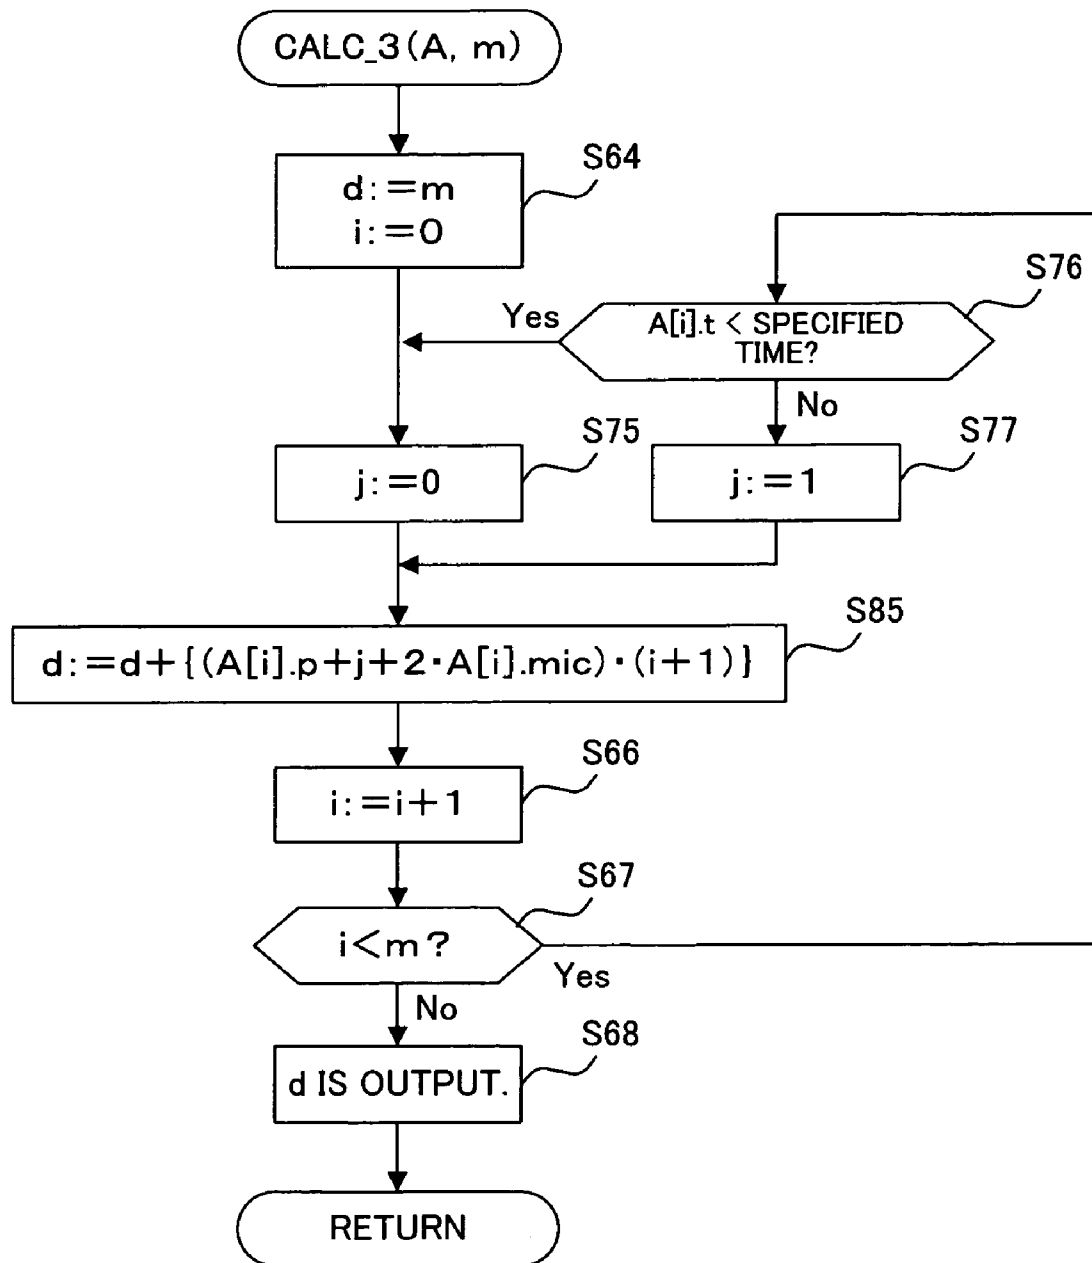 CALC_3(A, m)
S64
d:=m
i:=0
S76
A[i].t < SPECIFIED
TIME?
Yes
No
S75
j:=0
S77
j:=1
S85
d:=d+{(A[i].p+j+2·A[i].mic)·(i+1)}
S66
i:=i+1
S67
i<m?
Yes
No
S68
d IS OUTPUT.
RETURN